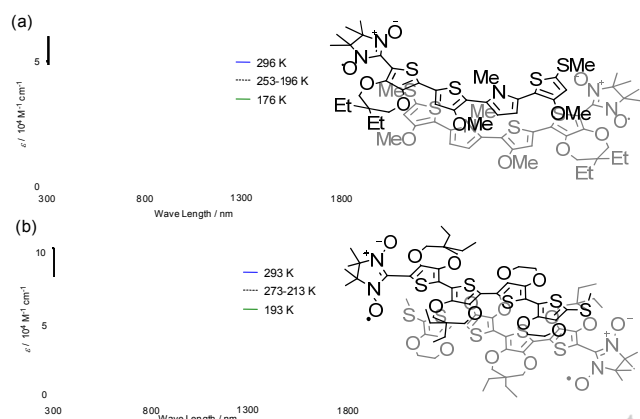 (a)
5
0
ε / 10⁴ M⁻¹ cm⁻¹
296 K
253-196 K
176 K
300 800 1300 1800
Wave Length / nm
O⁻
N⁺
N
•O
S
S
Me
N
S
SMe
OMe
OMe
O
O
Et
Et
MeS
Me
N
S
S
MeO
OMe
O
O
Et
Et
N⁺
O⁻
N
O•
(b)
10
5
0
ε / 10⁴ M⁻¹ cm⁻¹
293 K
273-213 K
193 K
300 800 1300 1800
Wave Length / nm
O⁻
N⁺
N
O
•
O
O
S
S
O
O
S
S
O
O
S
S
S
O
O
S
O
O
N⁺
O⁻
N
•O